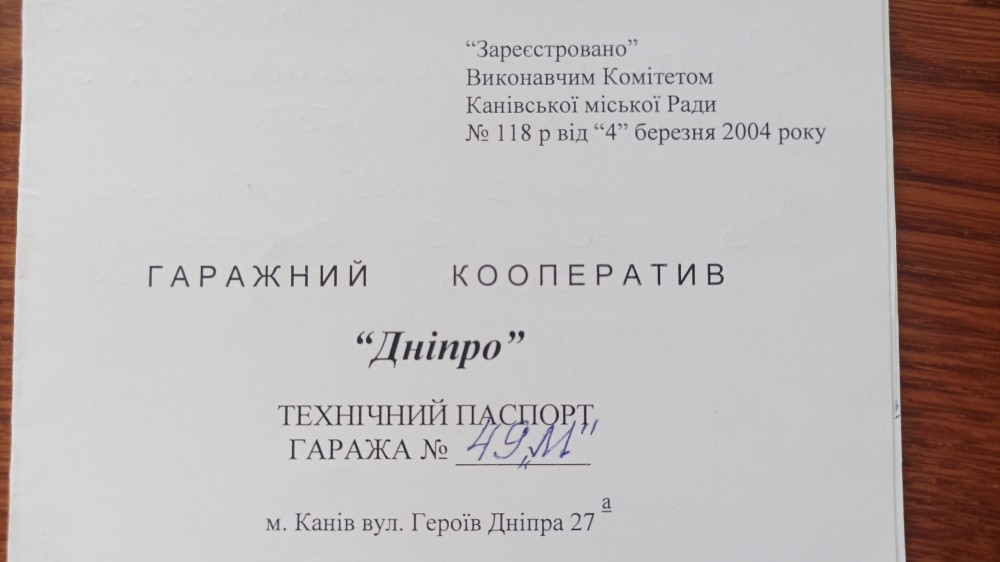 “Зареєстровано”
Виконавчим Комітетом
Канівської міської Ради
№ 118 р від “4” березня 2004 року
ГАРАЖНИЙ КООПЕРАТИВ
“Дніпро”
ТЕХНІЧНИЙ ПАСПОРТ
ГАРАЖА № 49„М”
м. Канів вул. Героїв Дніпра 27 а